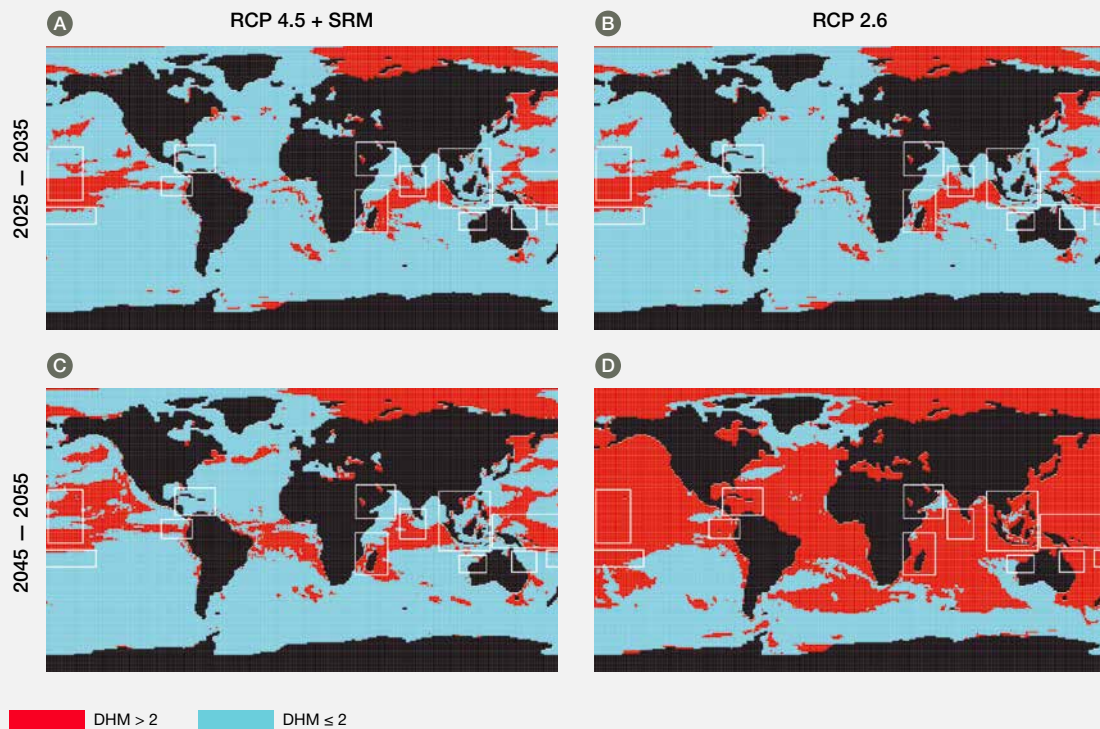 A
RCP 4.5 + SRM
B
RCP 2.6
2025 — 2035
C
D
2045 — 2055
DHM > 2
DHM ≤ 2